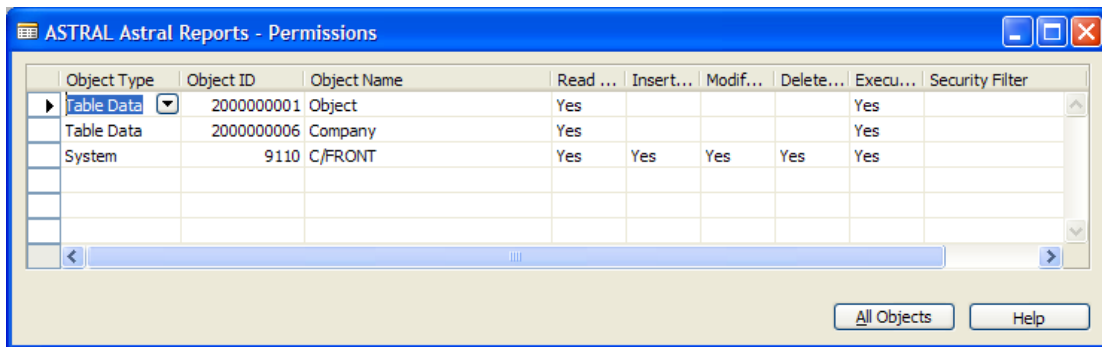 ASTRAL Astral Reports - Permissions
Object Type Object ID Object Name Read ... Insert... Modif... Delete... Execu... Security Filter
Table Data 2000000001 Object Yes Yes
Table Data 2000000006 Company Yes Yes
System 9110 C/FRONT Yes Yes Yes Yes Yes
All Objects Help